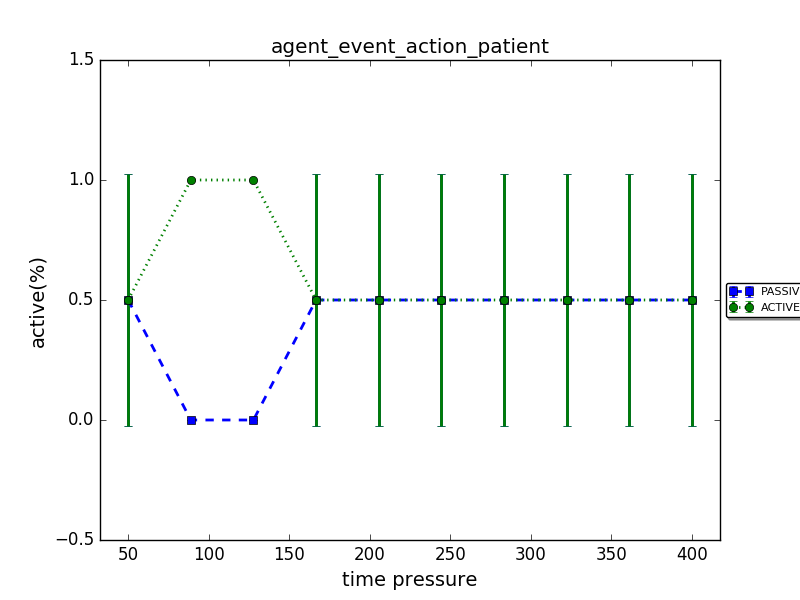 agent_event_action_patient
1.5
1.0
0.5
0.0
−0.5
active(%)
50 100 150 200 250 300 350 400
time pressure
PASSIV
ACTIVE